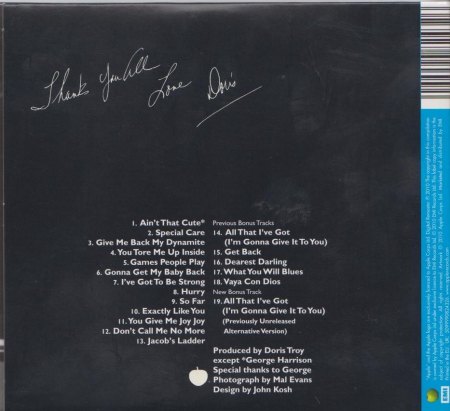 Thank You All Love Doris
1. Ain't That Cute*
2. Special Care
3. Give Me Back My Dynamite
4. You Tore Me Up Inside
5. Games People Play
6. Gonna Get My Baby Back
7. I've Got To Be Strong
8. Hurry
9. So Far
10. Exactly Like You
11. You Give Me Joy Joy
12. Don't Call Me No More
13. Jacob's Ladder
Previous Bonus Tracks
14. All That I've Got
(I'm Gonna Give It To You)
15. Get Back
16. Dearest Darling
17. What You Will Blues
18. Vaya Con Dios
New Bonus Track
19. All That I've Got
(I'm Gonna Give It To You)
(Previously Unreleased
Alternative Version)
Produced by Doris Troy
except *George Harrison
Special thanks to George
Photograph by Mal Evans
Design by John Kosh
EMI